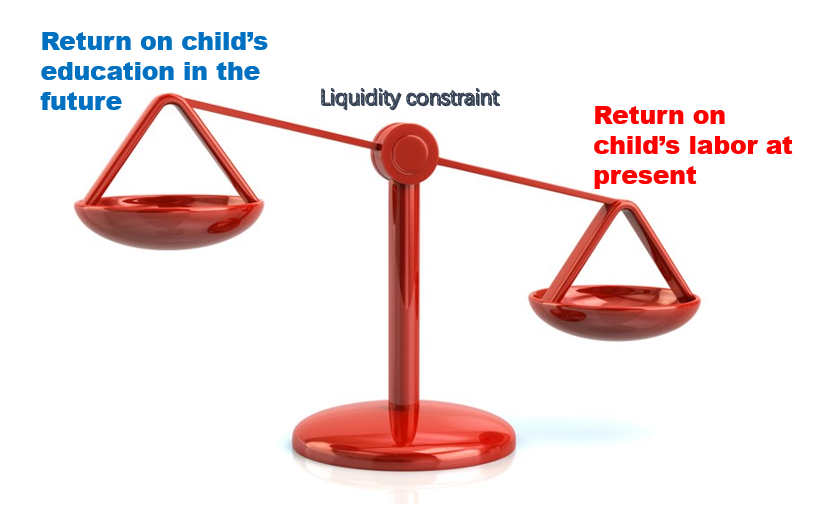 Return on child's
education in the
future
Liquidity constraint
Return on
child's labor at
present